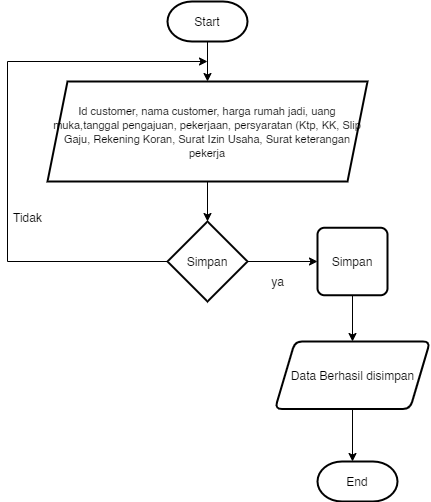 Start
Id customer, nama customer, harga rumah jadi, uang
muka,tanggal pengajuan, pekerjaan, persyaratan (Ktp, KK, Slip
Gaju, Rekening Koran, Surat Izin Usaha, Surat keterangan
pekerja
Tidak
Simpan
ya
Simpan
Data Berhasil disimpan
End